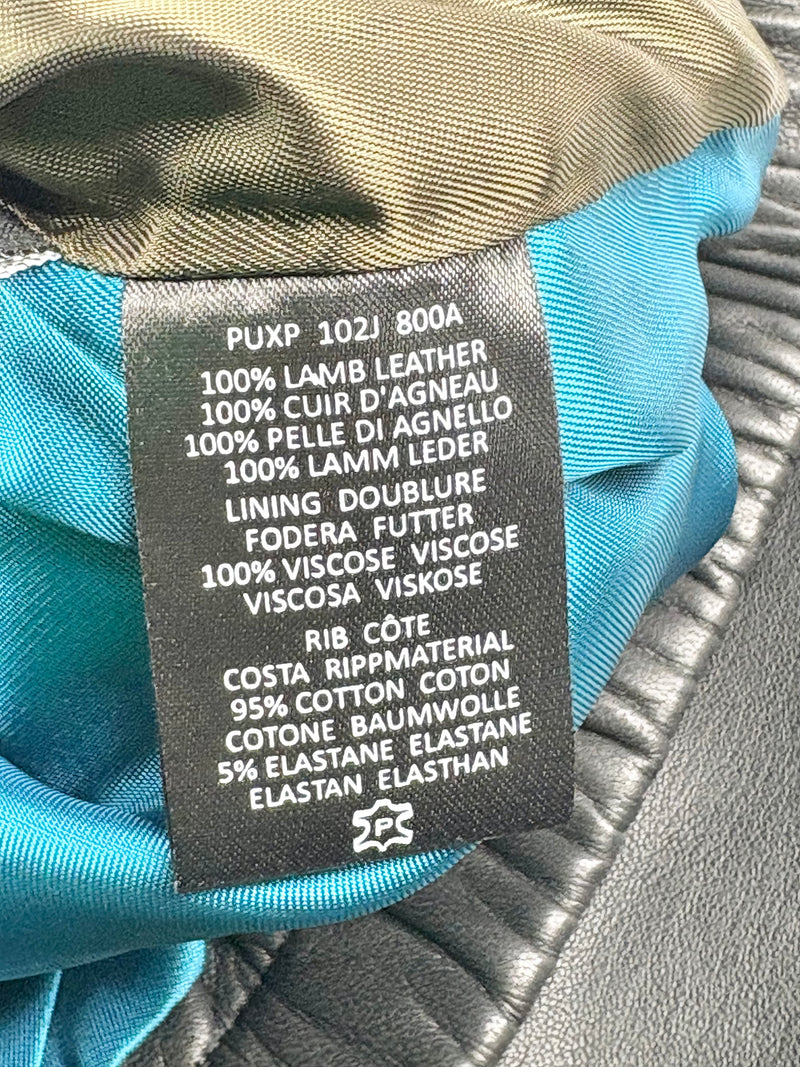 PUXP 102J 800A
100% LAMB LEATHER
100% CUIR D'AGNEAU
100% PELLE DI AGNELLO
100% LAMM LEDER
LINING DOUBLURE
FODERA FUTTER
100% VISCOSE VISCOSE
VISCOSA VISKOSE
RIB CÔTE
COSTA RIPPMATERIAL
95% COTTON COTON
COTONE BAUMWOLLE
5% ELASTANE ELASTANE
ELASTAN ELASTHAN
P